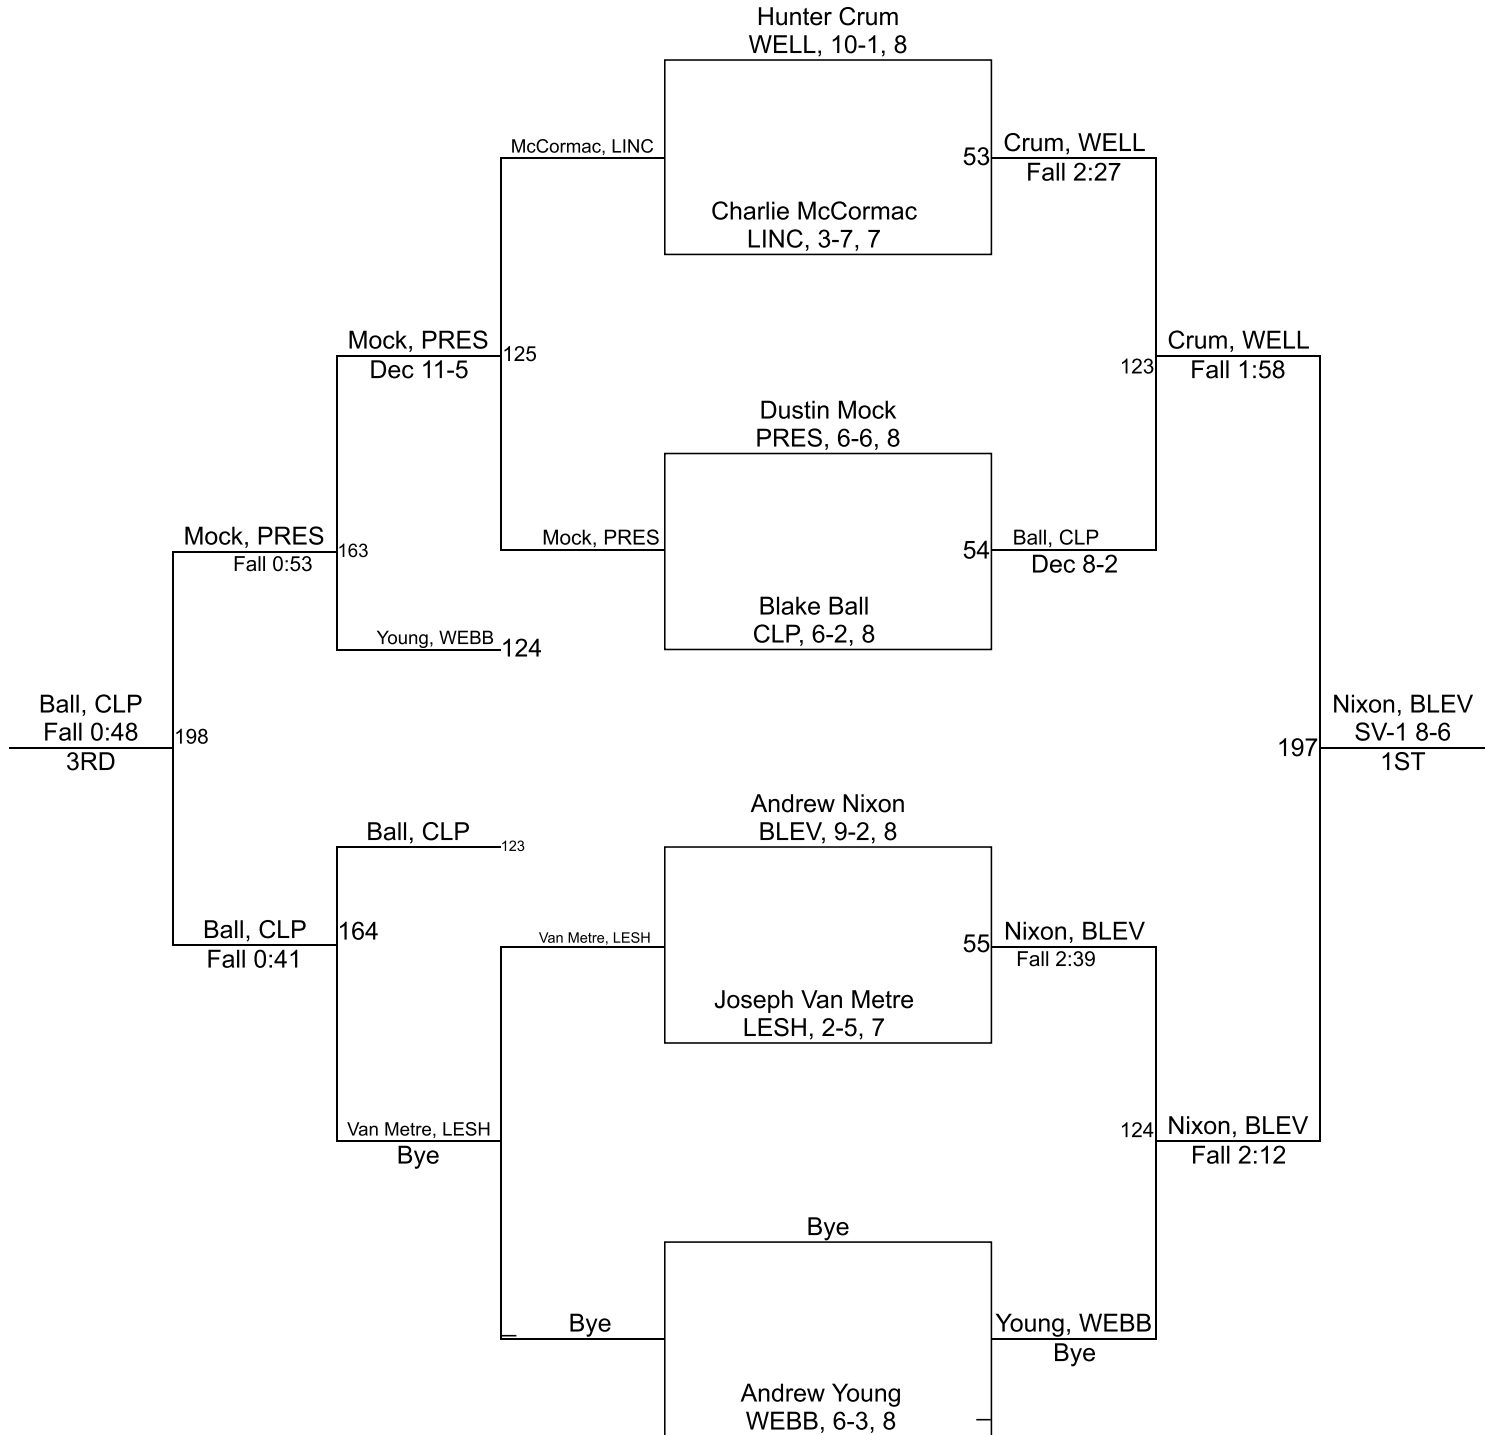 Hunter Crum
WELL, 10-1, 8
McCormac, LINC
53
Crum, WELL
Fall 2:27
Charlie McCormac
LINC, 3-7, 7
Mock, PRES
Dec 11-5
125
123
Crum, WELL
Fall 1:58
Dustin Mock
PRES, 6-6, 8
Mock, PRES
Fall 0:53
163
Mock, PRES
54
Ball, CLP
Dec 8-2
Blake Ball
CLP, 6-2, 8
Young, WEBB
124
Ball, CLP
Fall 0:48
3RD
198
197
Nixon, BLEV
SV-1 8-6
1ST
Andrew Nixon
BLEV, 9-2, 8
Ball, CLP
123
Ball, CLP
Fall 0:41
164
Van Metre, LESH
55
Nixon, BLEV
Fall 2:39
Joseph Van Metre
LESH, 2-5, 7
Van Metre, LESH
Bye
124
Nixon, BLEV
Fall 2:12
Bye
Bye
Young, WEBB
Bye
Andrew Young
WEBB, 6-3, 8